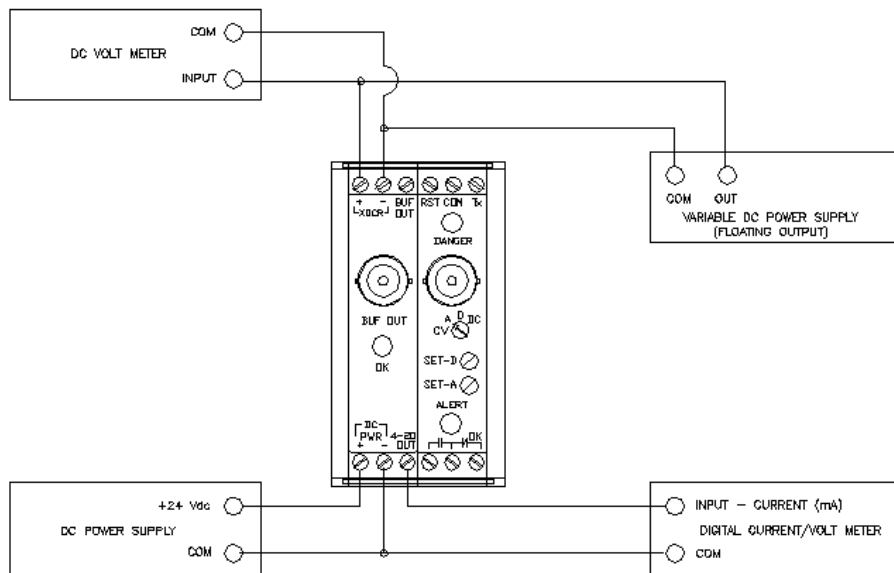 COM
DC VOLT METER
INPUT
COM OUT
VARIABLE DC POWER SUPPLY
(FLOATING OUTPUT)
+ - BUF RST CON Tx
XDCR OUT
DANGER
BUF OUT
A D DC
CV
OK
SET-D
SET-A
ALERT
DC
PWR 4-20 OK
+ - OUT
+24 Vdc
DC POWER SUPPLY
COM
INPUT - CURRENT (mA)
DIGITAL CURRENT/VOLT METER
COM